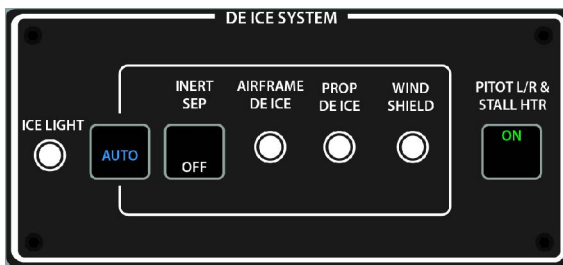 DE ICE SYSTEM
ICE LIGHT
AUTO
INERT
SEP
OFF
AIRFRAME
DE ICE
PROP
DE ICE
WIND
SHIELD
PITOT L/R &
STALL HTR
ON